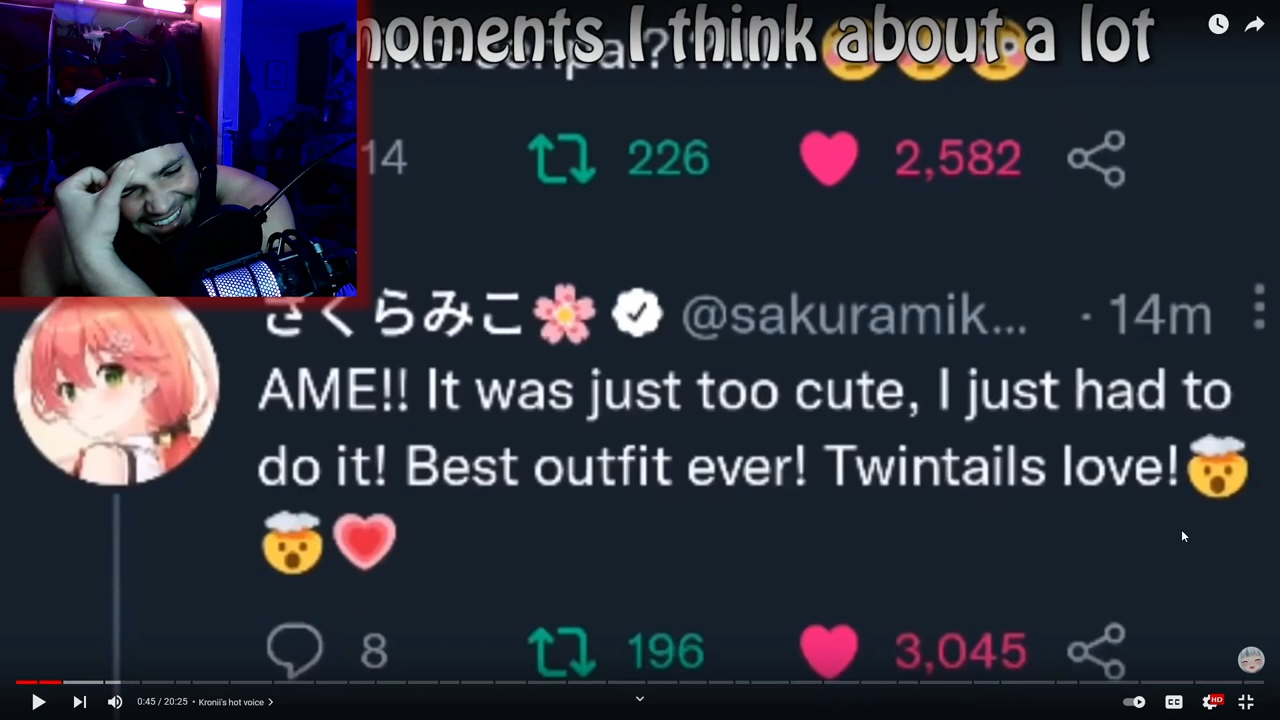 moments I think about a lot
14 226 2,582
さくらみこ @sakuramik... · 14m
AME!! It was just too cute, I just had to
do it! Best outfit ever! Twintails love!🤯
🤯💗
8 196 3,045
0:45 / 20:25 • Kronii's hot voice >
CC HD